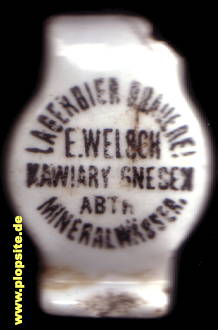 LAGERBIER BRAUEREI
E.WELSCH
KAWIARY GNESEN
ABTH
MINERALWÄSSER.
www.plopsite.de